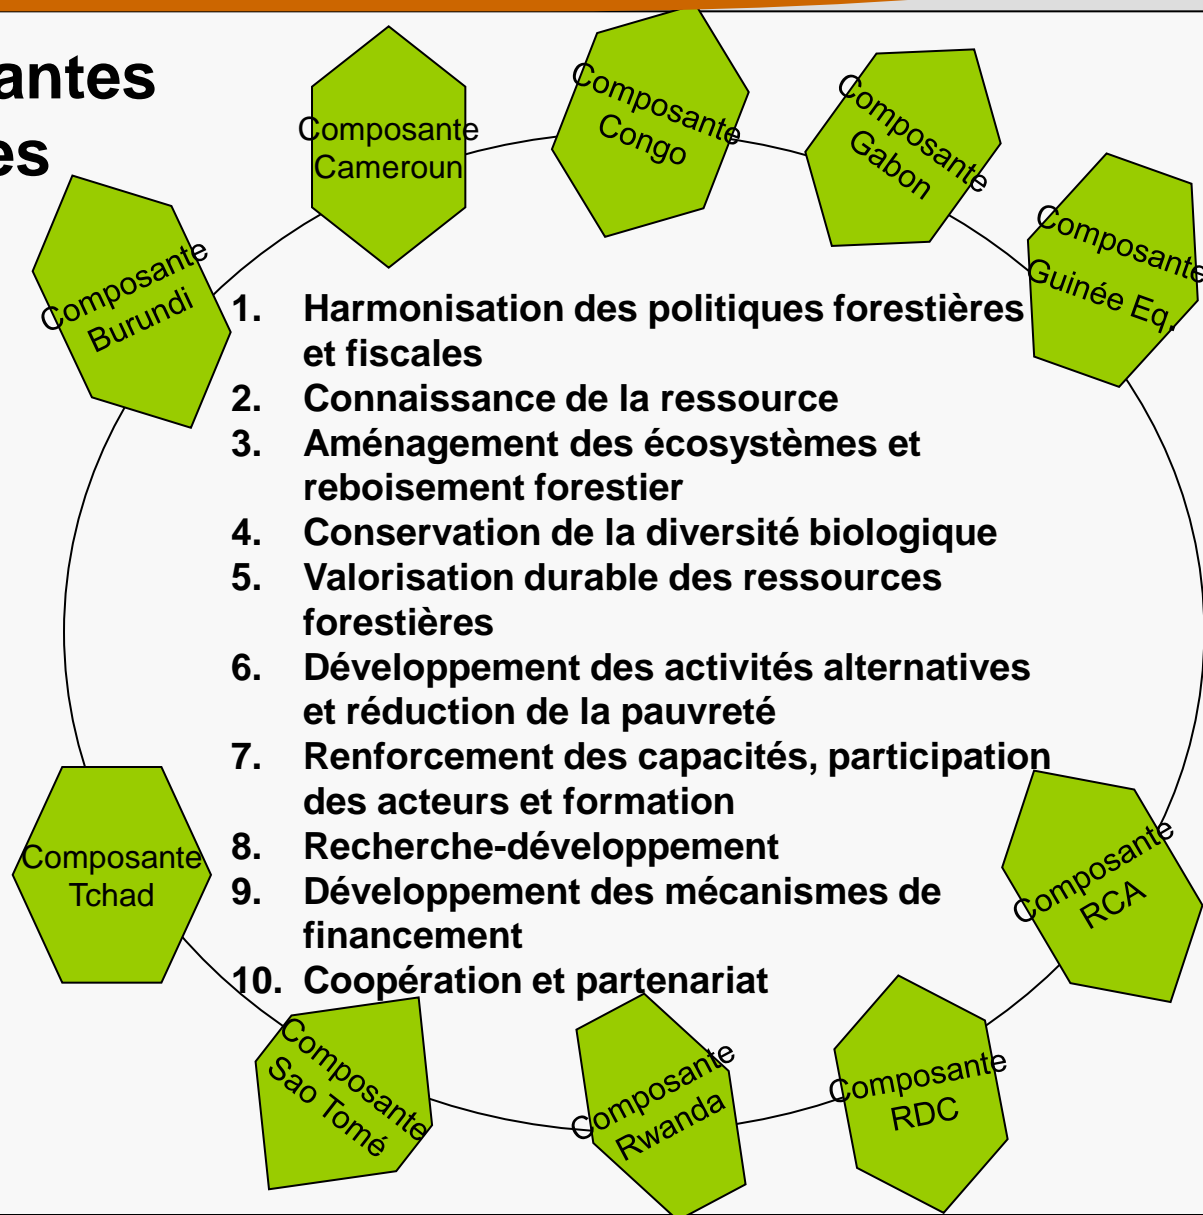 antes
es
Composante
Cameroun
Composante
Congo
Composante
Gabon
Composante
Guinée Eq.
Composante
Burundi
1. Harmonisation des politiques forestières
et fiscales
2. Connaissance de la ressource
3. Aménagement des écosystèmes et
reboisement forestier
4. Conservation de la diversité biologique
5. Valorisation durable des ressources
forestières
6. Développement des activités alternatives
et réduction de la pauvreté
7. Renforcement des capacités, participation
des acteurs et formation
8. Recherche-développement
9. Développement des mécanismes de
financement
10. Coopération et partenariat
Composante
Tchad
Composante
RCA
Composante
Sao Tomé
Composante
Rwanda
Composante
RDC